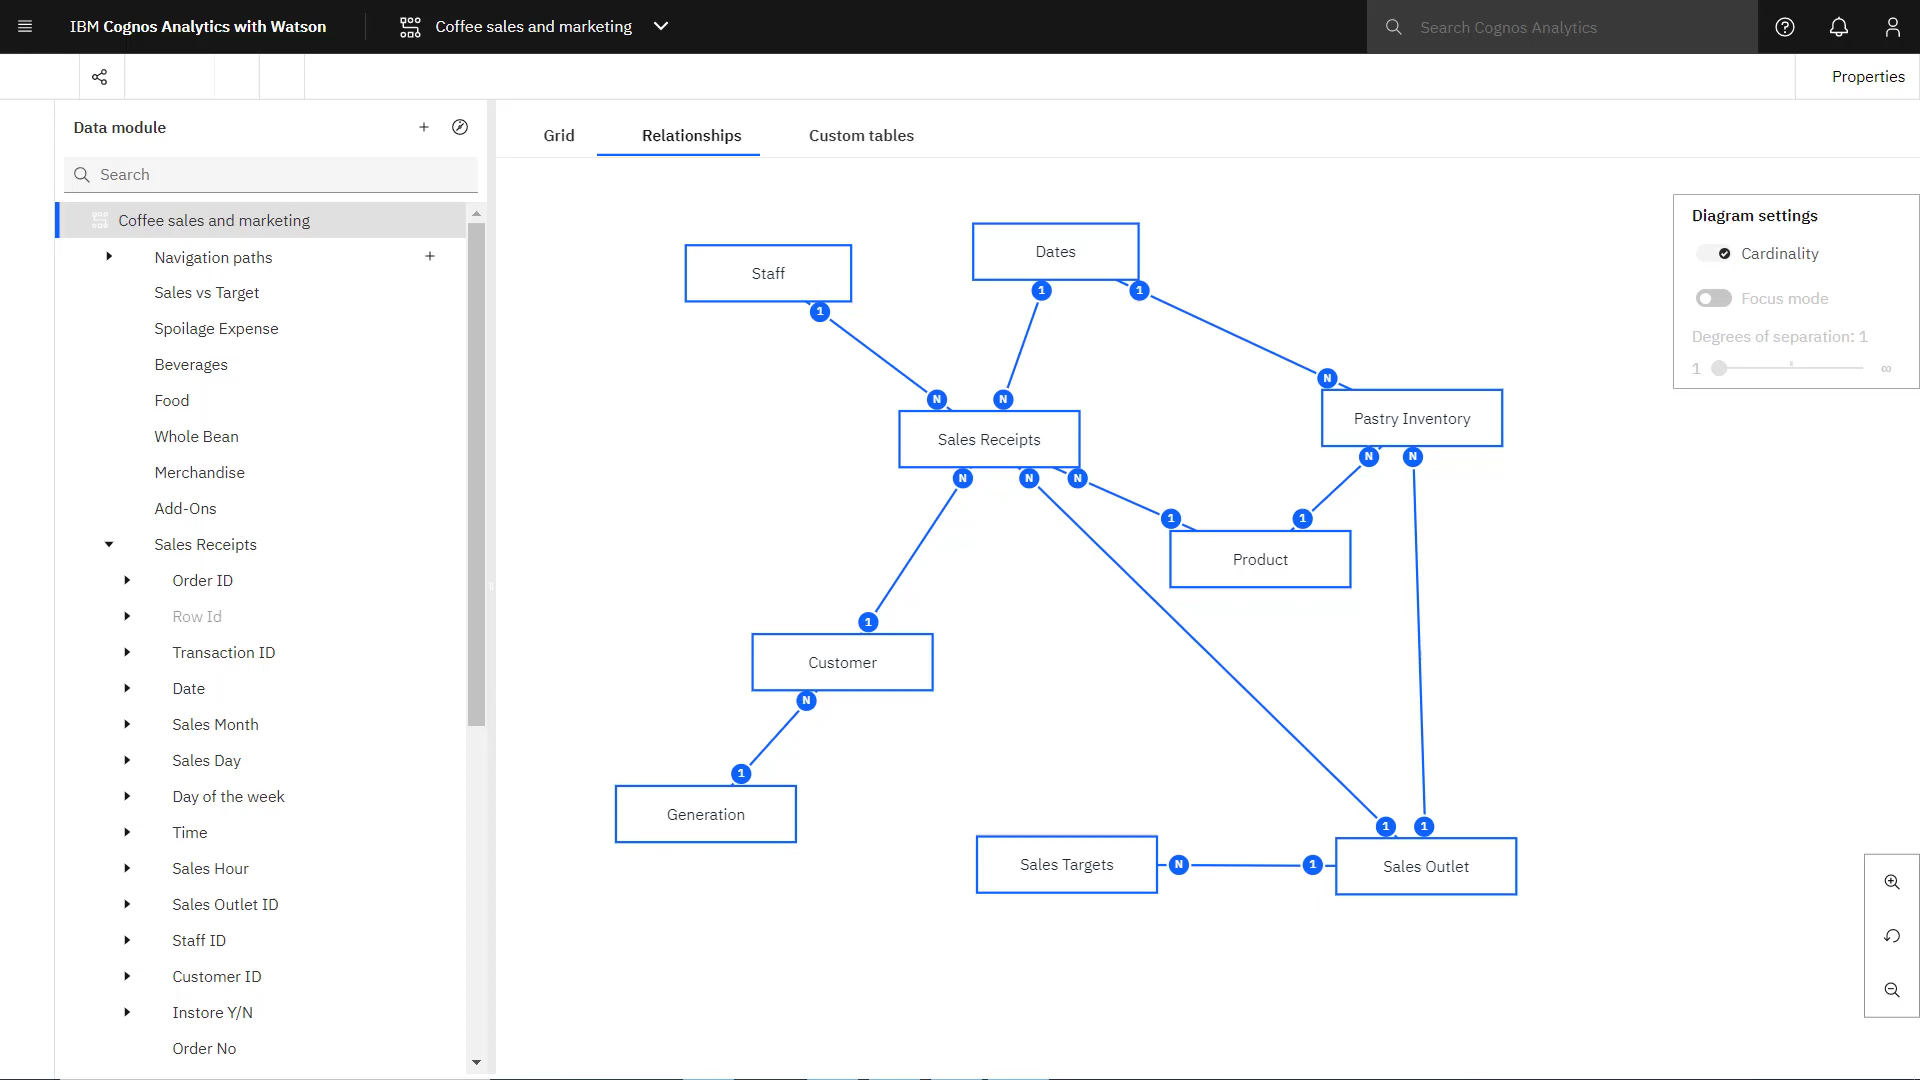 IBM Cognos Analytics with Watson
Coffee sales and marketing
Search Cognos Analytics
Properties
Data module
Search
Coffee sales and marketing
Navigation paths
Sales vs Target
Spoilage Expense
Beverages
Food
Whole Bean
Merchandise
Add-Ons
Sales Receipts
Order ID
Row Id
Transaction ID
Date
Sales Month
Sales Day
Day of the week
Time
Sales Hour
Sales Outlet ID
Staff ID
Customer ID
Instore Y/N
Order No
Grid
Relationships
Custom tables
Dates
Staff
1
1
1
N
N
N
Pastry Inventory
Sales Receipts
N
N
N
N
N
1
1
Product
1
Customer
N
1
Generation
1
1
Sales Targets
N
1
Sales Outlet
Diagram settings
Cardinality
Focus mode
Degrees of separation: 1
1
∞